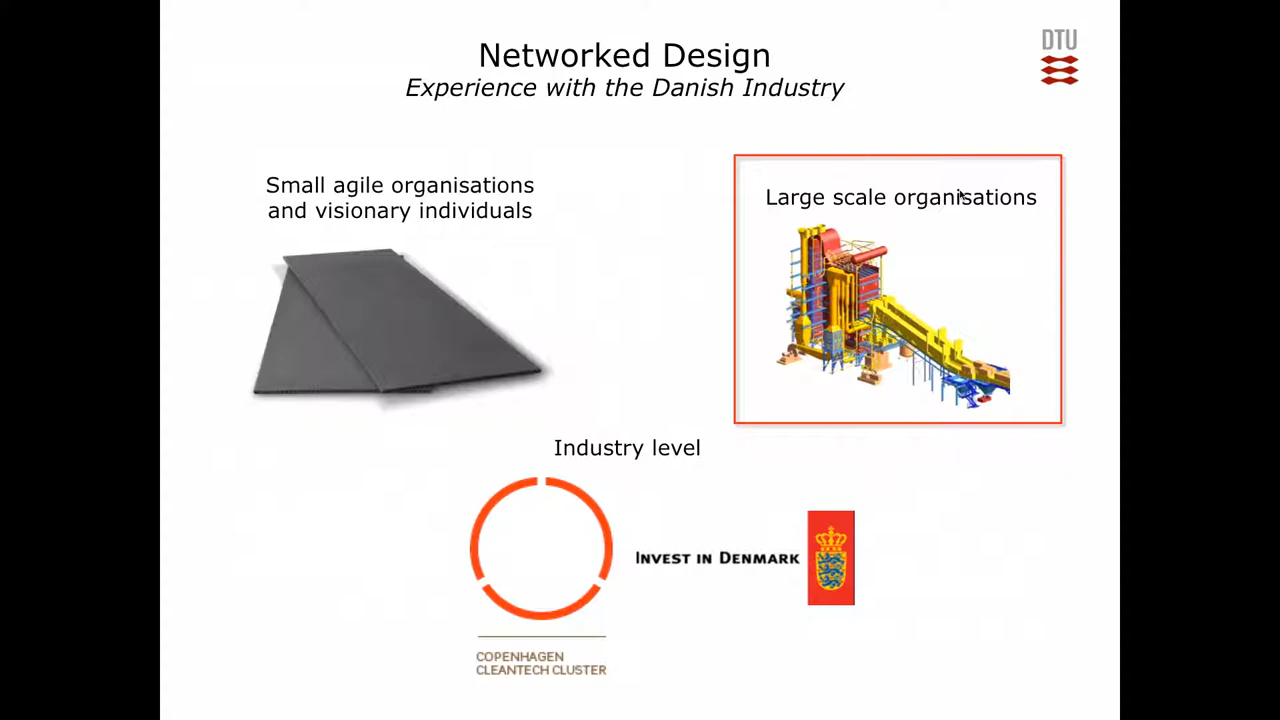 Networked Design
Experience with the Danish Industry
DTU
Small agile organisations
and visionary individuals
Large scale organisations
Industry level
INVEST IN DENMARK
COPENHAGEN
CLEANTECH CLUSTER